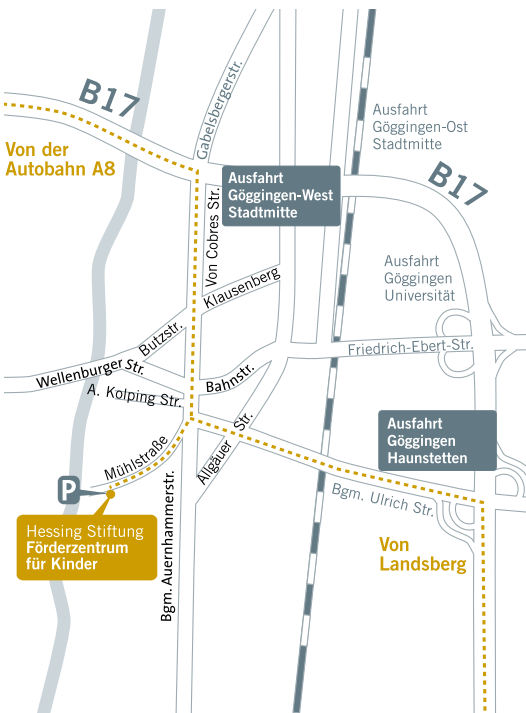 B17
Gabelsbergerstr.
Ausfahrt
Göggingen-Ost
Stadtmitte
Von der
Autobahn A8
Ausfahrt
Göggingen-West
Stadtmitte
B17
Von Cobres Str.
Ausfahrt
Göggingen
Universität
Klausenberg
Butzstr.
Friedrich-Ebert-Str.
Wellenburger Str.
Bahnstr.
A. Kolping Str.
Ausfahrt
Göggingen
Haunstetten
Allgäuer Str.
Mühlstraße
P
Bgm. Ulrich Str.
Bgm. Auernhammerstr.
Hessing Stiftung
Förderzentrum
für Kinder
Von
Landsberg